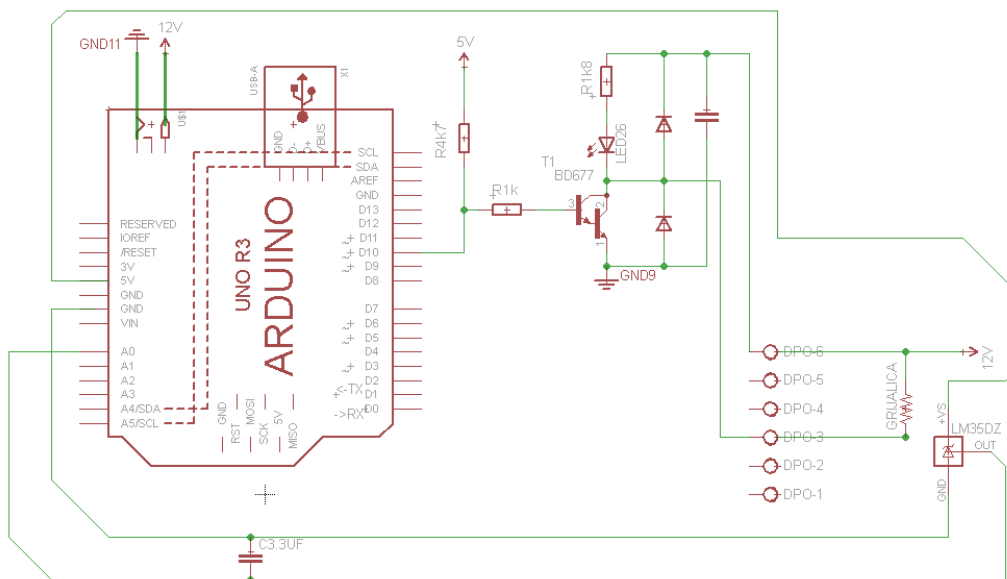 GND11
12V
U$1
USB-A
X1
GND
D-
D+
VBUS
RESERVED
IOREF
/RESET
3V
5V
GND
GND
VIN
A0
A1
A2
A3
A4/SDA
A5/SCL
SCL
SDA
AREF
GND
D13
D12
D11
D10
D9
D8
D7
D6
D5
D4
D3
D2
D1
D0
<-TX
->RX
UNO R3
ARDUINO
GND
RST
MOSI
SCK
5V
MISO
C3.3UF
5V
R4k7
R1k
T1
BD677
3
2
1
R1k8
LED26
GND9
DPO-6
DPO-5
DPO-4
DPO-3
DPO-2
DPO-1
12V
GRIJALICA
+VS
LM35DZ
OUT
GND